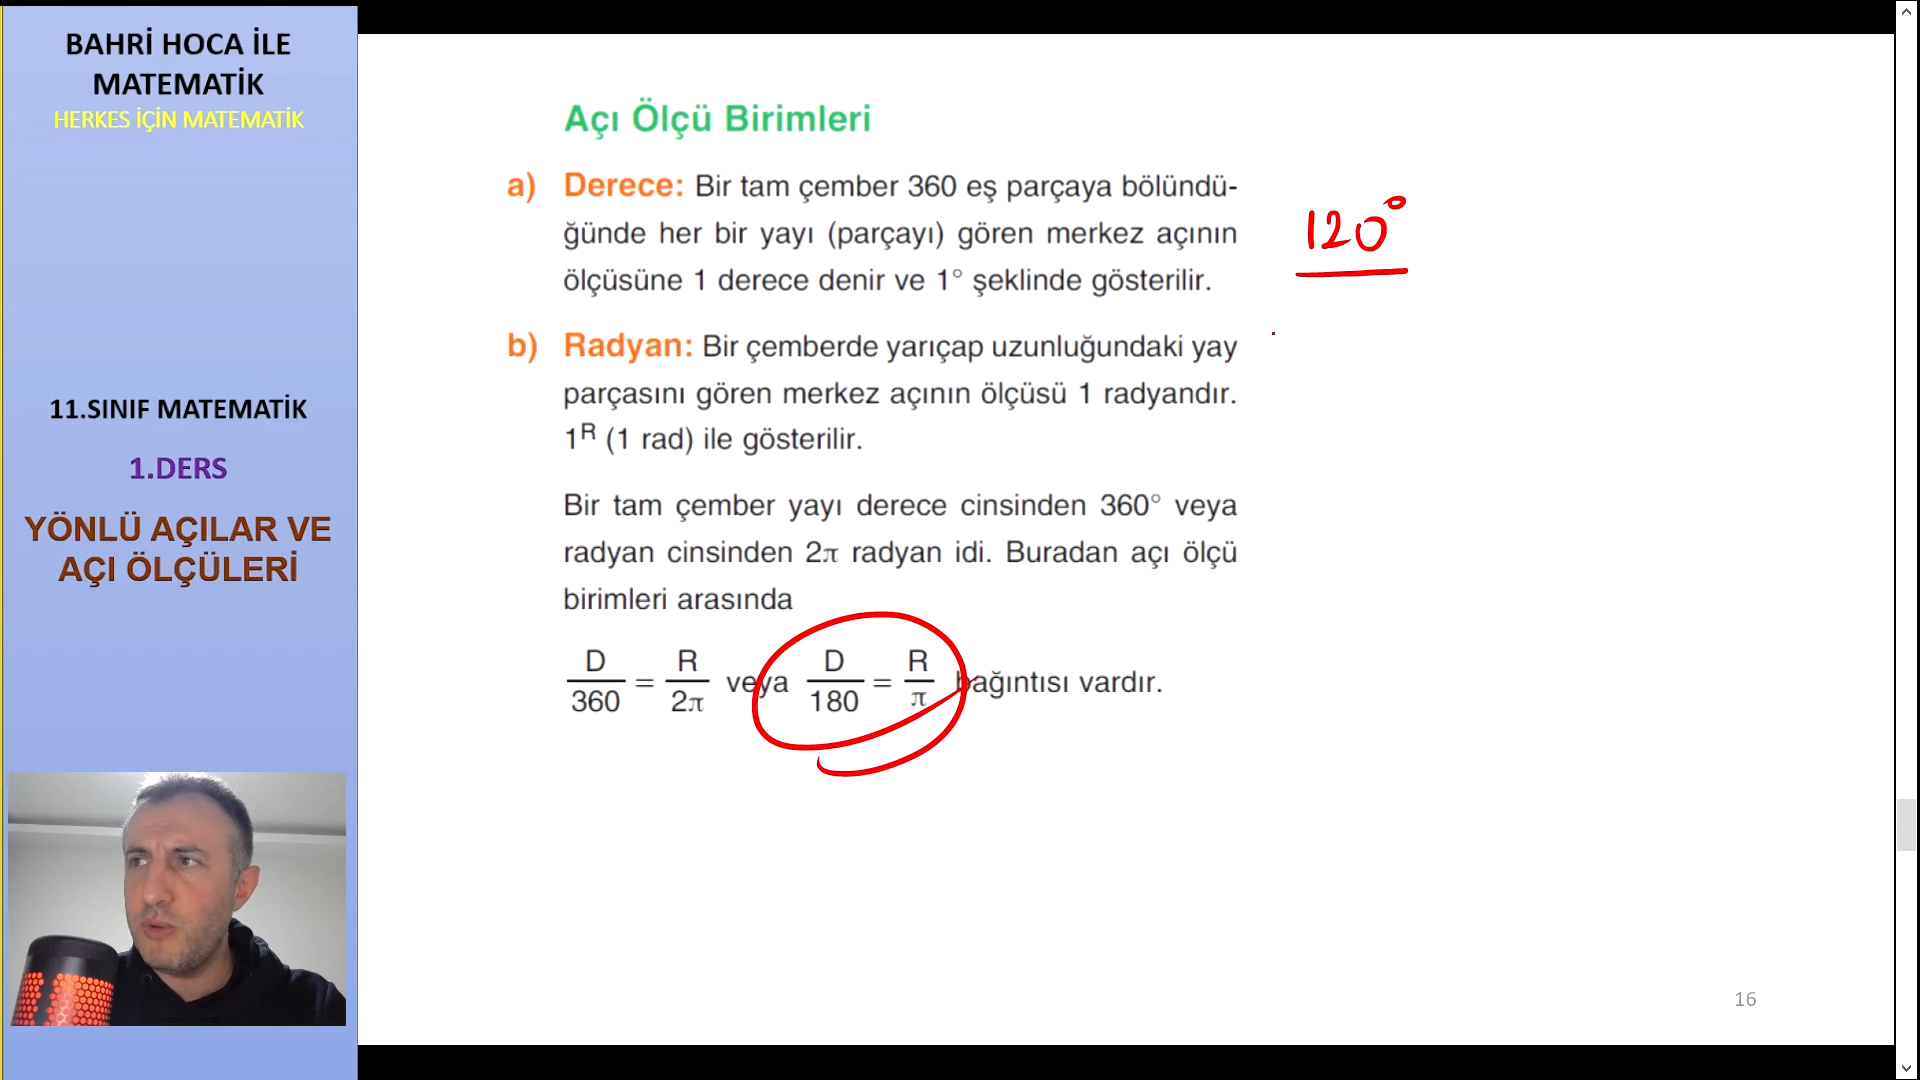 BAHRİ HOCA İLE
MATEMATİK
HERKES İÇİN MATEMATİK
11.SINIF MATEMATİK
1.DERS
YÖNLÜ AÇILAR VE
AÇI ÖLÇÜLERİ
Açı Ölçü Birimleri
a) Derece: Bir tam çember 360 eş parçaya bölündü-
ğünde her bir yayı (parçayı) gören merkez açının
ölçüsüne 1 derece denir ve 1° şeklinde gösterilir.
120°
b) Radyan: Bir çemberde yarıçap uzunluğundaki yay
parçasını gören merkez açının ölçüsü 1 radyandır.
1ᴿ (1 rad) ile gösterilir.
Bir tam çember yayı derece cinsinden 360° veya
radyan cinsinden 2π radyan idi. Buradan açı ölçü
birimleri arasında
D/360 = R/2π veya D/180 = R/π bağıntısı vardır.
16